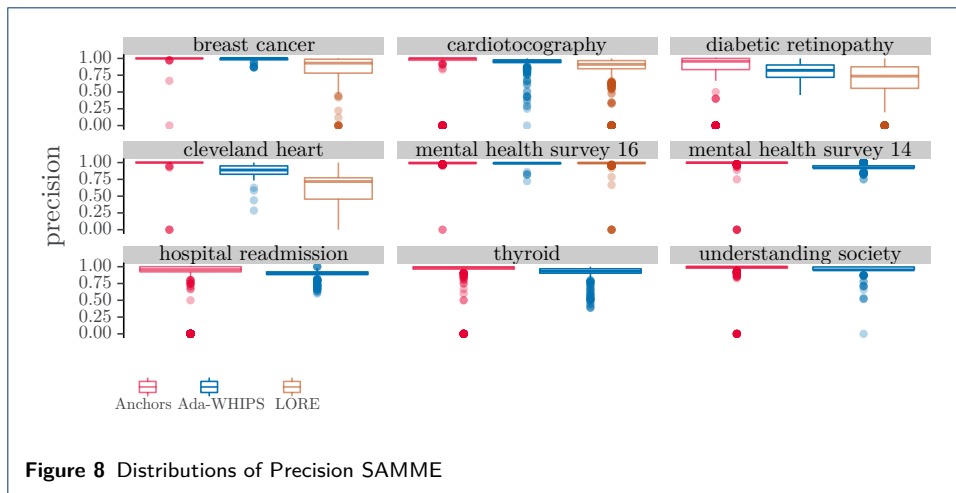 breast cancer cardiotocography diabetic retinopathy
1.00
0.75
0.50
0.25
0.00
cleveland heart mental health survey 16 mental health survey 14
1.00
0.75
0.50
0.25
0.00
precision
hospital readmission thyroid understanding society
1.00
0.75
0.50
0.25
0.00
Anchors Ada-WHIPS LORE
Figure 8 Distributions of Precision SAMME